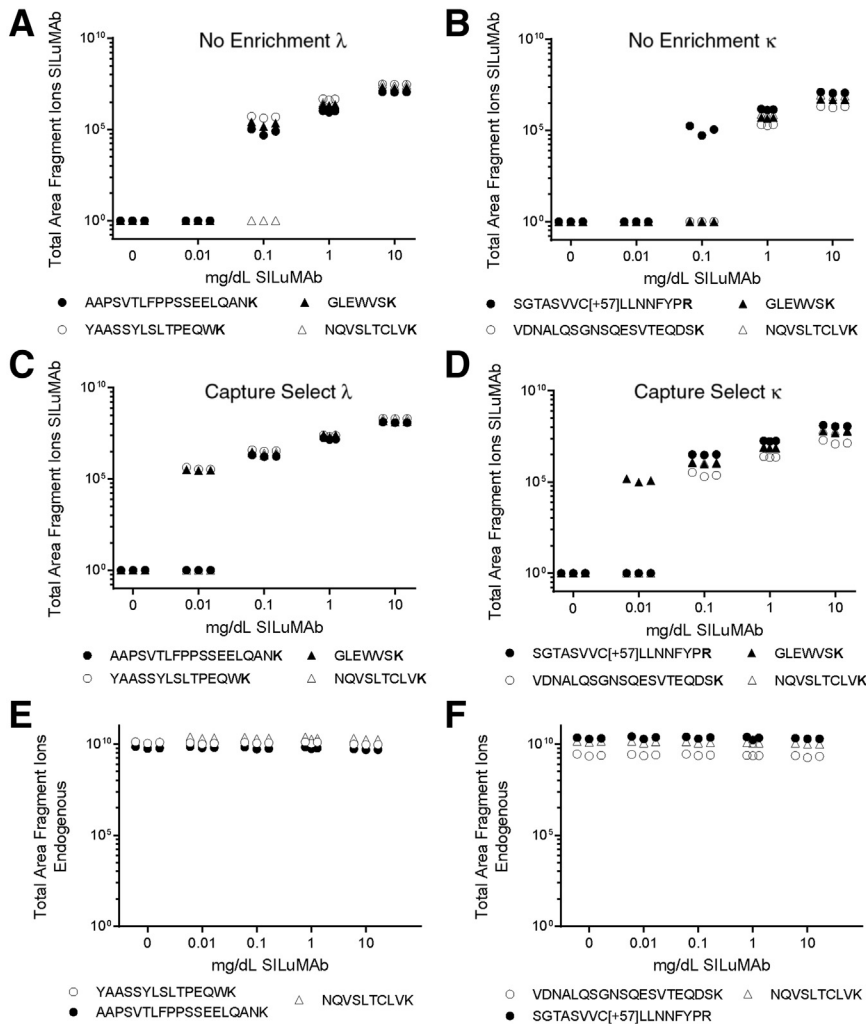 A
No Enrichment λ
Total Area Fragment Ions SILuMAb
10¹⁰
10⁵
10⁰
0 0.01 0.1 1 10
mg/dL SILuMAb
AAPSVTLFPPSSEELQANK GLEWVSK
YAASSYLSLTPEQWK NQVSLTCLVK
B
No Enrichment κ
Total Area Fragment Ions SILuMAb
10¹⁰
10⁵
10⁰
0 0.01 0.1 1 10
mg/dL SILuMAb
SGTASVVC[+57]LLNNFYPR GLEWVSK
VDNALQSGNSQESVTEQDSK NQVSLTCLVK
C
Capture Select λ
Total Area Fragment Ions SILuMAb
10¹⁰
10⁵
10⁰
0 0.01 0.1 1 10
mg/dL SILuMAb
AAPSVTLFPPSSEELQANK GLEWVSK
YAASSYLSLTPEQWK NQVSLTCLVK
D
Capture Select κ
Total Area Fragment Ions SILuMAb
10¹⁰
10⁵
10⁰
0 0.01 0.1 1 10
mg/dL SILuMAb
SGTASVVC[+57]LLNNFYPR GLEWVSK
VDNALQSGNSQESVTEQDSK NQVSLTCLVK
E
Total Area Fragment Ions
Endogenous
10¹⁰
10⁵
10⁰
0 0.01 0.1 1 10
mg/dL SILuMAb
YAASSYLSLTPEQWK NQVSLTCLVK
AAPSVTLFPPSSEELQANK
F
Total Area Fragment Ions
Endogenous
10¹⁰
10⁵
10⁰
0 0.01 0.1 1 10
mg/dL SILuMAb
VDNALQSGNSQESVTEQDSK NQVSLTCLVK
SGTASVVC[+57]LLNNFYPR